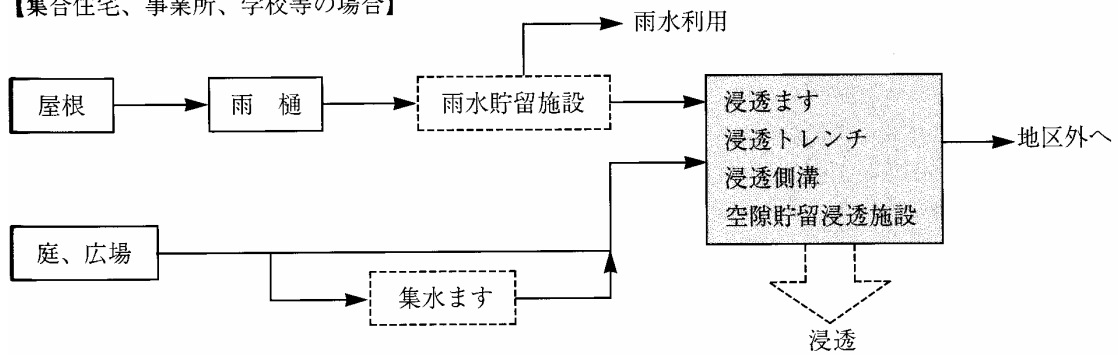 【集合住宅、事業所、学校等の場合】
雨水利用
屋根
雨 樋
雨水貯留施設
浸透ます
浸透トレンチ
浸透側溝
空隙貯留浸透施設
地区外へ
庭、広場
集水ます
浸透